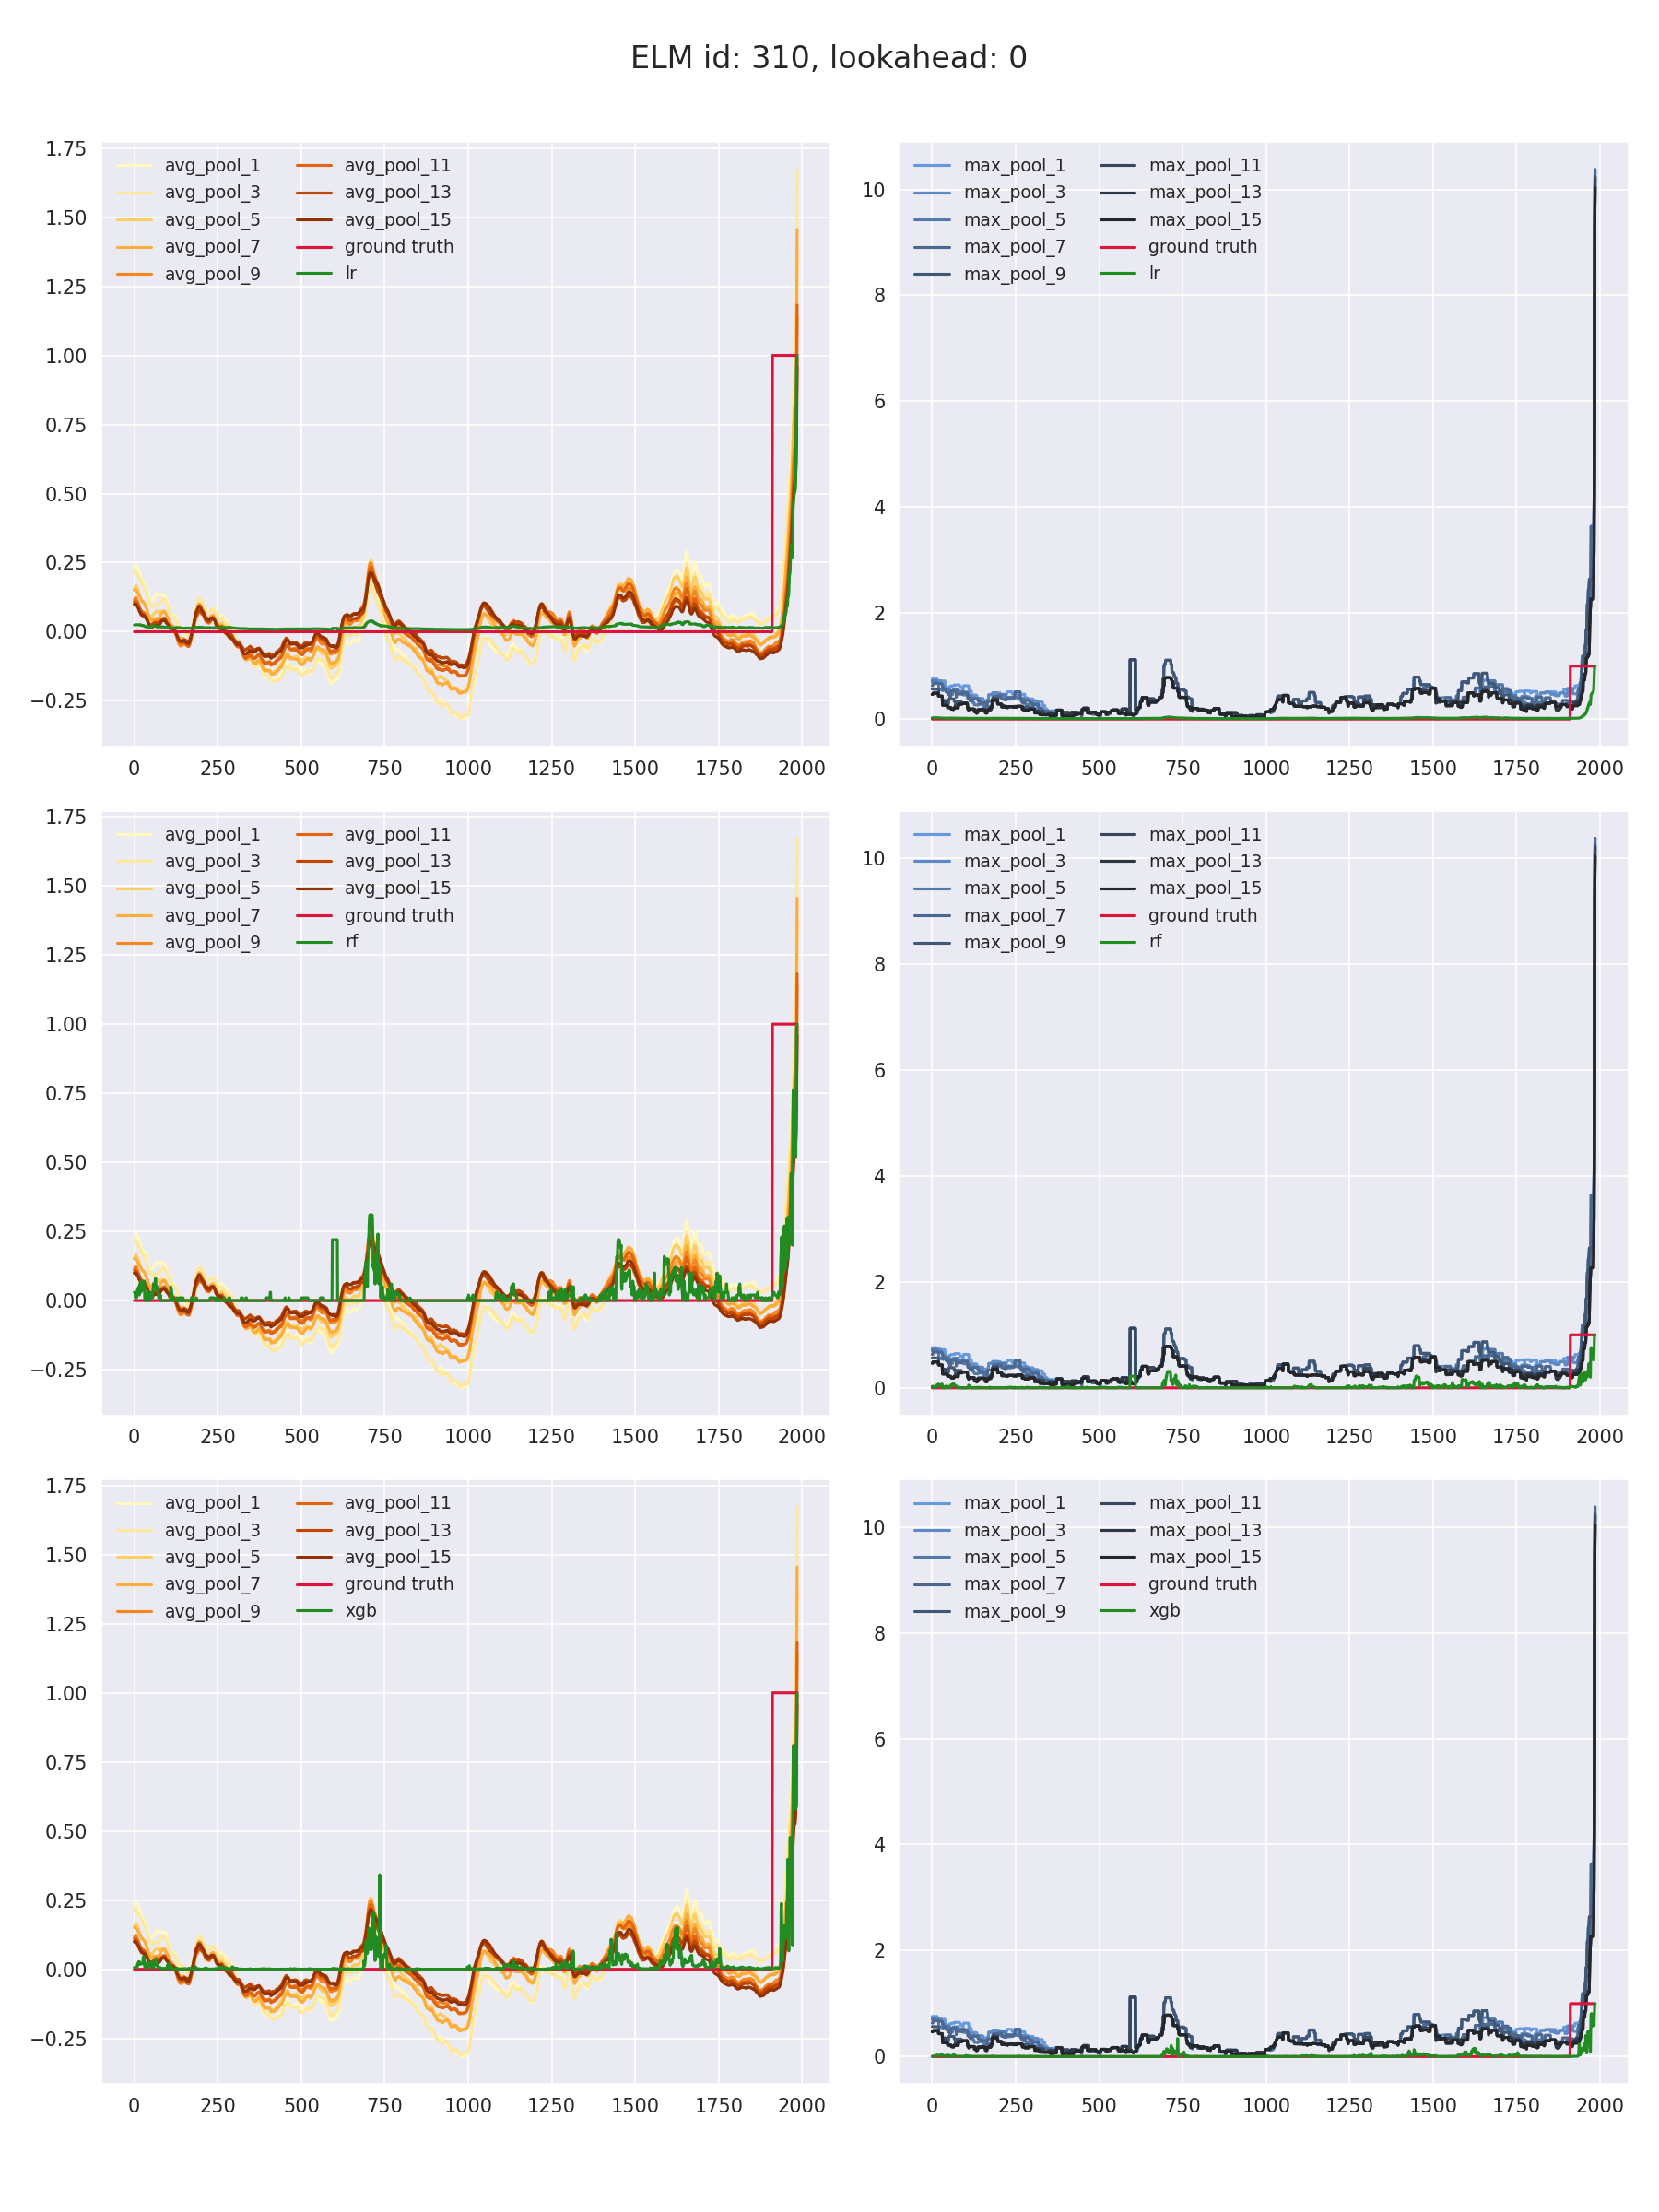 ELM id: 310, lookahead: 0
1.75
1.50
1.25
1.00
0.75
0.50
0.25
0.00
−0.25
avg_pool_1
avg_pool_3
avg_pool_5
avg_pool_7
avg_pool_9
avg_pool_11
avg_pool_13
avg_pool_15
ground truth
lr
0 250 500 750 1000 1250 1500 1750 2000
10
8
6
4
2
0
max_pool_1
max_pool_3
max_pool_5
max_pool_7
max_pool_9
max_pool_11
max_pool_13
max_pool_15
ground truth
lr
0 250 500 750 1000 1250 1500 1750 2000
1.75
1.50
1.25
1.00
0.75
0.50
0.25
0.00
−0.25
avg_pool_1
avg_pool_3
avg_pool_5
avg_pool_7
avg_pool_9
avg_pool_11
avg_pool_13
avg_pool_15
ground truth
rf
0 250 500 750 1000 1250 1500 1750 2000
10
8
6
4
2
0
max_pool_1
max_pool_3
max_pool_5
max_pool_7
max_pool_9
max_pool_11
max_pool_13
max_pool_15
ground truth
rf
0 250 500 750 1000 1250 1500 1750 2000
1.75
1.50
1.25
1.00
0.75
0.50
0.25
0.00
−0.25
avg_pool_1
avg_pool_3
avg_pool_5
avg_pool_7
avg_pool_9
avg_pool_11
avg_pool_13
avg_pool_15
ground truth
xgb
0 250 500 750 1000 1250 1500 1750 2000
10
8
6
4
2
0
max_pool_1
max_pool_3
max_pool_5
max_pool_7
max_pool_9
max_pool_11
max_pool_13
max_pool_15
ground truth
xgb
0 250 500 750 1000 1250 1500 1750 2000